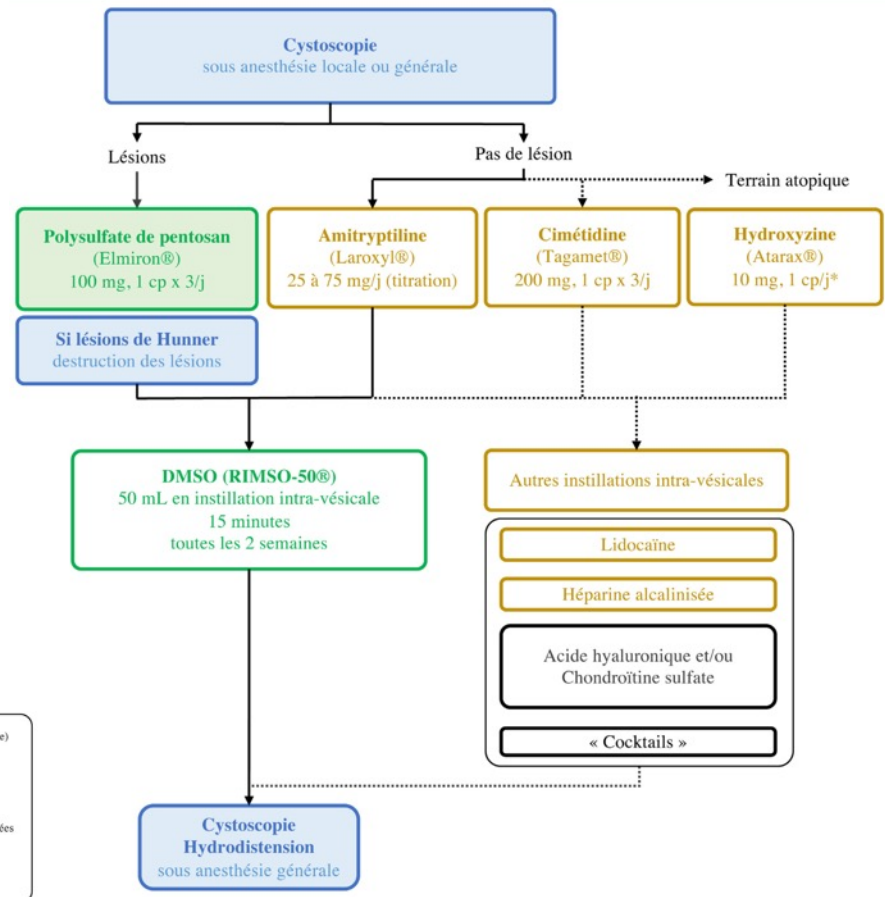 Cystoscopie
sous anesthésie locale ou générale
Lésions
Pas de lésion
Terrain atopique
Polysulfate de pentosan
(Elmiron®)
100 mg, 1 cp x 3/j
Amitryptiline
(Laroxyl®)
25 à 75 mg/j (titration)
Cimétidine
(Tagamet®)
200 mg, 1 cp x 3/j
Hydroxyzine
(Atarax®)
10 mg, 1 cp/j*
Si lésions de Hunner
destruction des lésions
DMSO (RIMSO-50®)
50 mL en instillation intra-vésicale
15 minutes
toutes les 2 semaines
Autres instillations intra-vésicales
Lidocaïne
Héparine alcalinisée
Acide hyaluronique et/ou
Chondroïtine sulfate
« Cocktails »
Cystoscopie
Hydrodistension
sous anesthésie générale